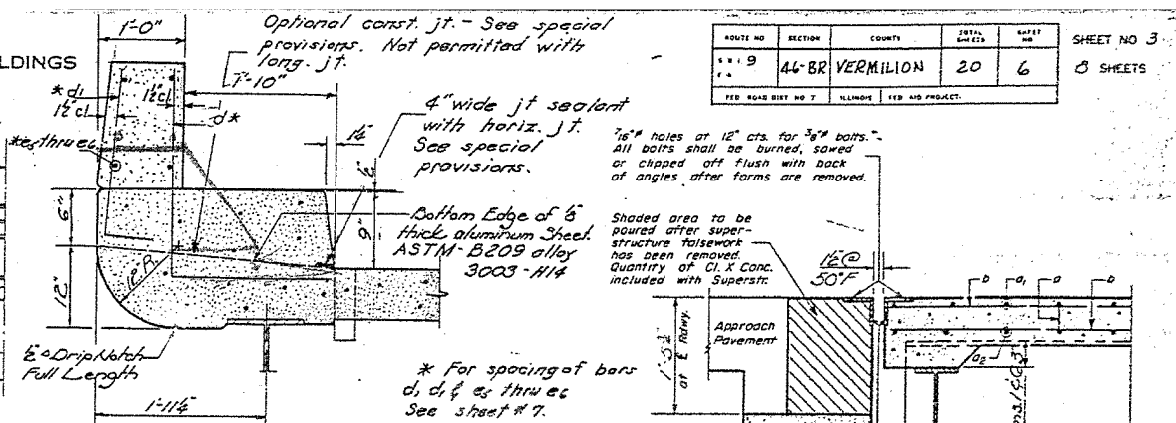 LDINGS
1'-0"
Optional const. jt. - See special
provisions. Not permitted with
long. jt.
1'-10"
* d1
1½ cl.
1½ cl.
d*
*e5 thru e6
4" wide jt sealant
with horiz. jt.
See special
provisions.
6"
9"
12"
12"R.
Bottom Edge of ⅛"
thick aluminum Sheet.
ASTM-B209 alloy
3003-H14
½" Drip Notch
Full Length
1'-11¼"
* For spacing of bars
d, d1 & e5 thru e6
See sheet # 7.
ROUTE NO
SECTION
COUNTY
TOTAL SHEETS
SHEET NO
9
46-BR
VERMILION
20
6
FED ROAD DIST NO 7
ILLINOIS
FED AID PROJECT-
SHEET NO 3
8 SHEETS
7/16"ø holes at 12" cts. for 3/8"ø bolts.
All bolts shall be burned, sawed
or clipped off flush with back
of angles after forms are removed.
Shaded area to be
poured after super-
structure falsework
has been removed.
Quantity of Cl. X Conc.
included with Superstr.
1½ @
50°F
b
a1
a
b
Approach
Pavement
at ℄ Rdwy.
a2